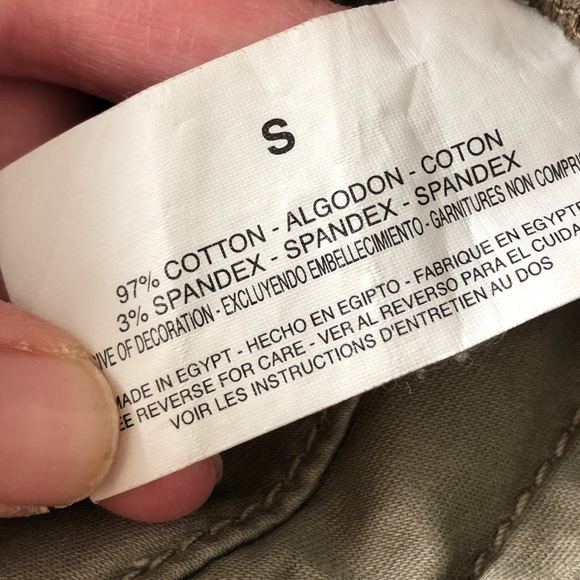 S
97% COTTON - ALGODON - COTON
3% SPANDEX - SPANDEX - SPANDEX
OF DECORATION - EXCLUYENDO EMBELLECIMIENTO - GARNITURES NON
MADE IN EGYPT - HECHO EN EGIPTO - FABRIQUE EN EGYPTE
REVERSE FOR CARE - VER AL REVERSO PARA EL
VOIR LES INSTRUCTIONS D'ENTRETIEN AU DOS